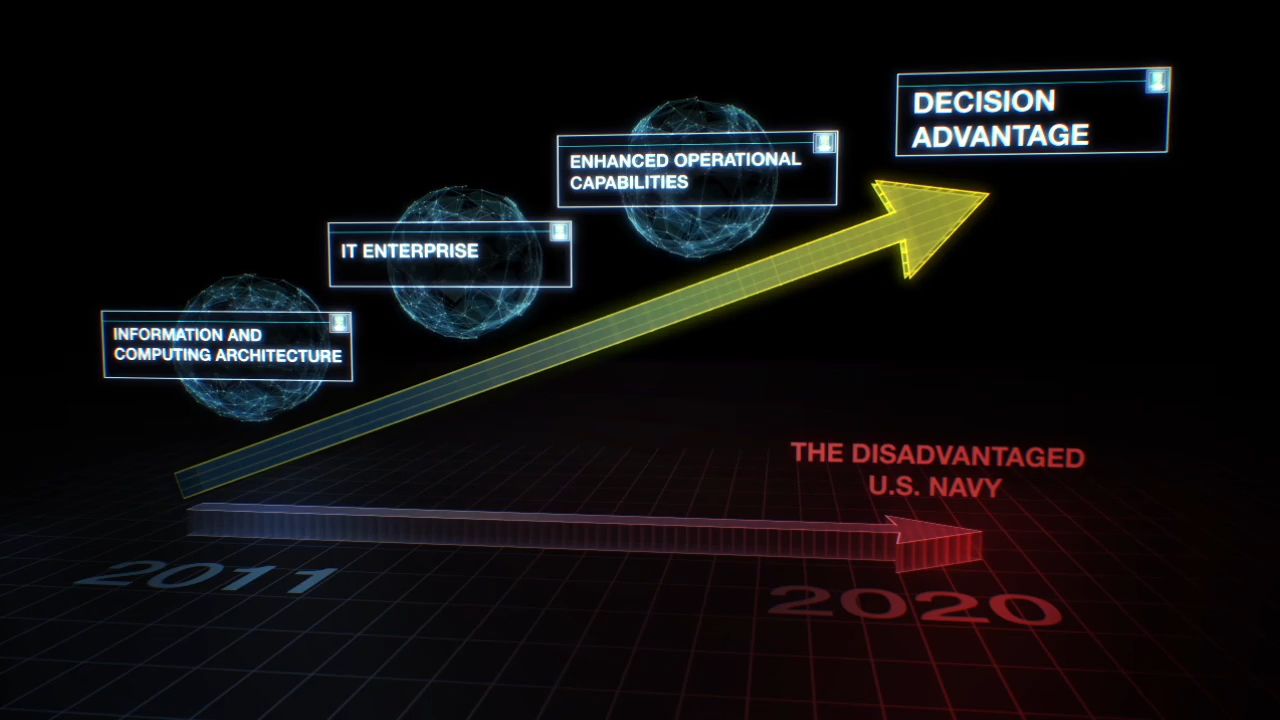 DECISION
ADVANTAGE
ENHANCED OPERATIONAL
CAPABILITIES
IT ENTERPRISE
INFORMATION AND
COMPUTING ARCHITECTURE
THE DISADVANTAGED
U.S. NAVY
2011
2020